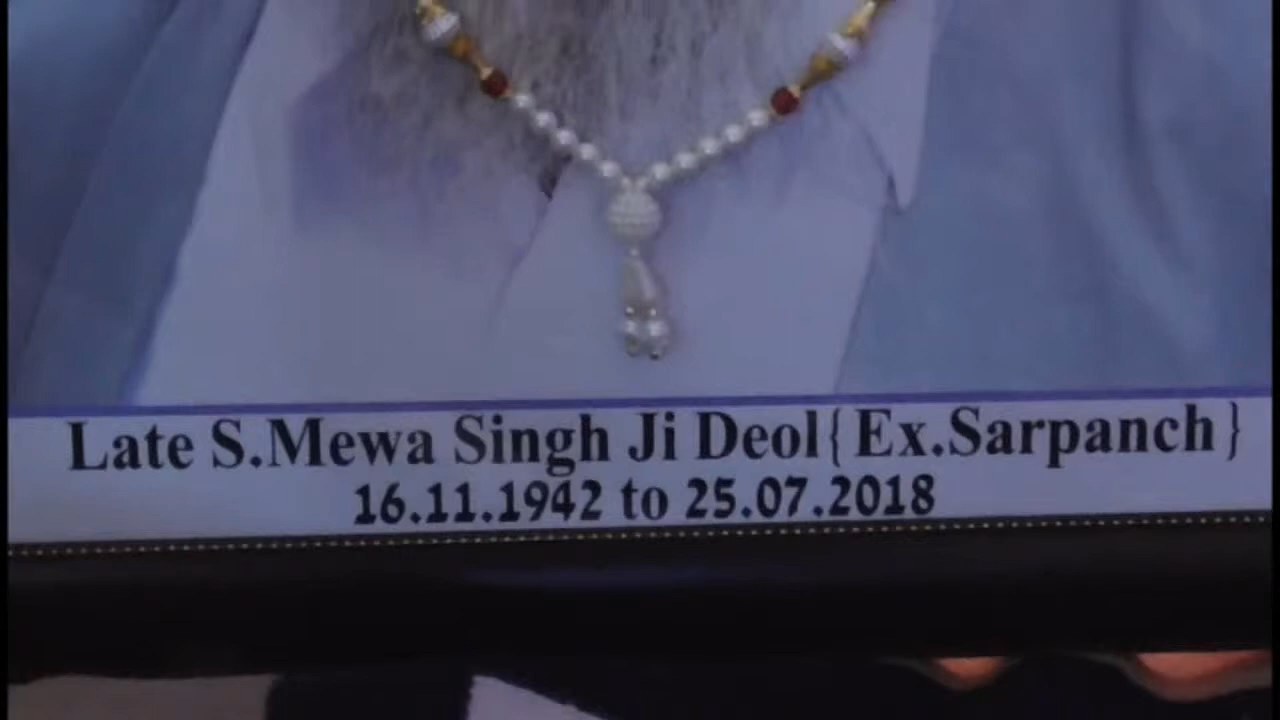 Late S.Mewa Singh Ji Deol{Ex.Sarpanch}
16.11.1942 to 25.07.2018